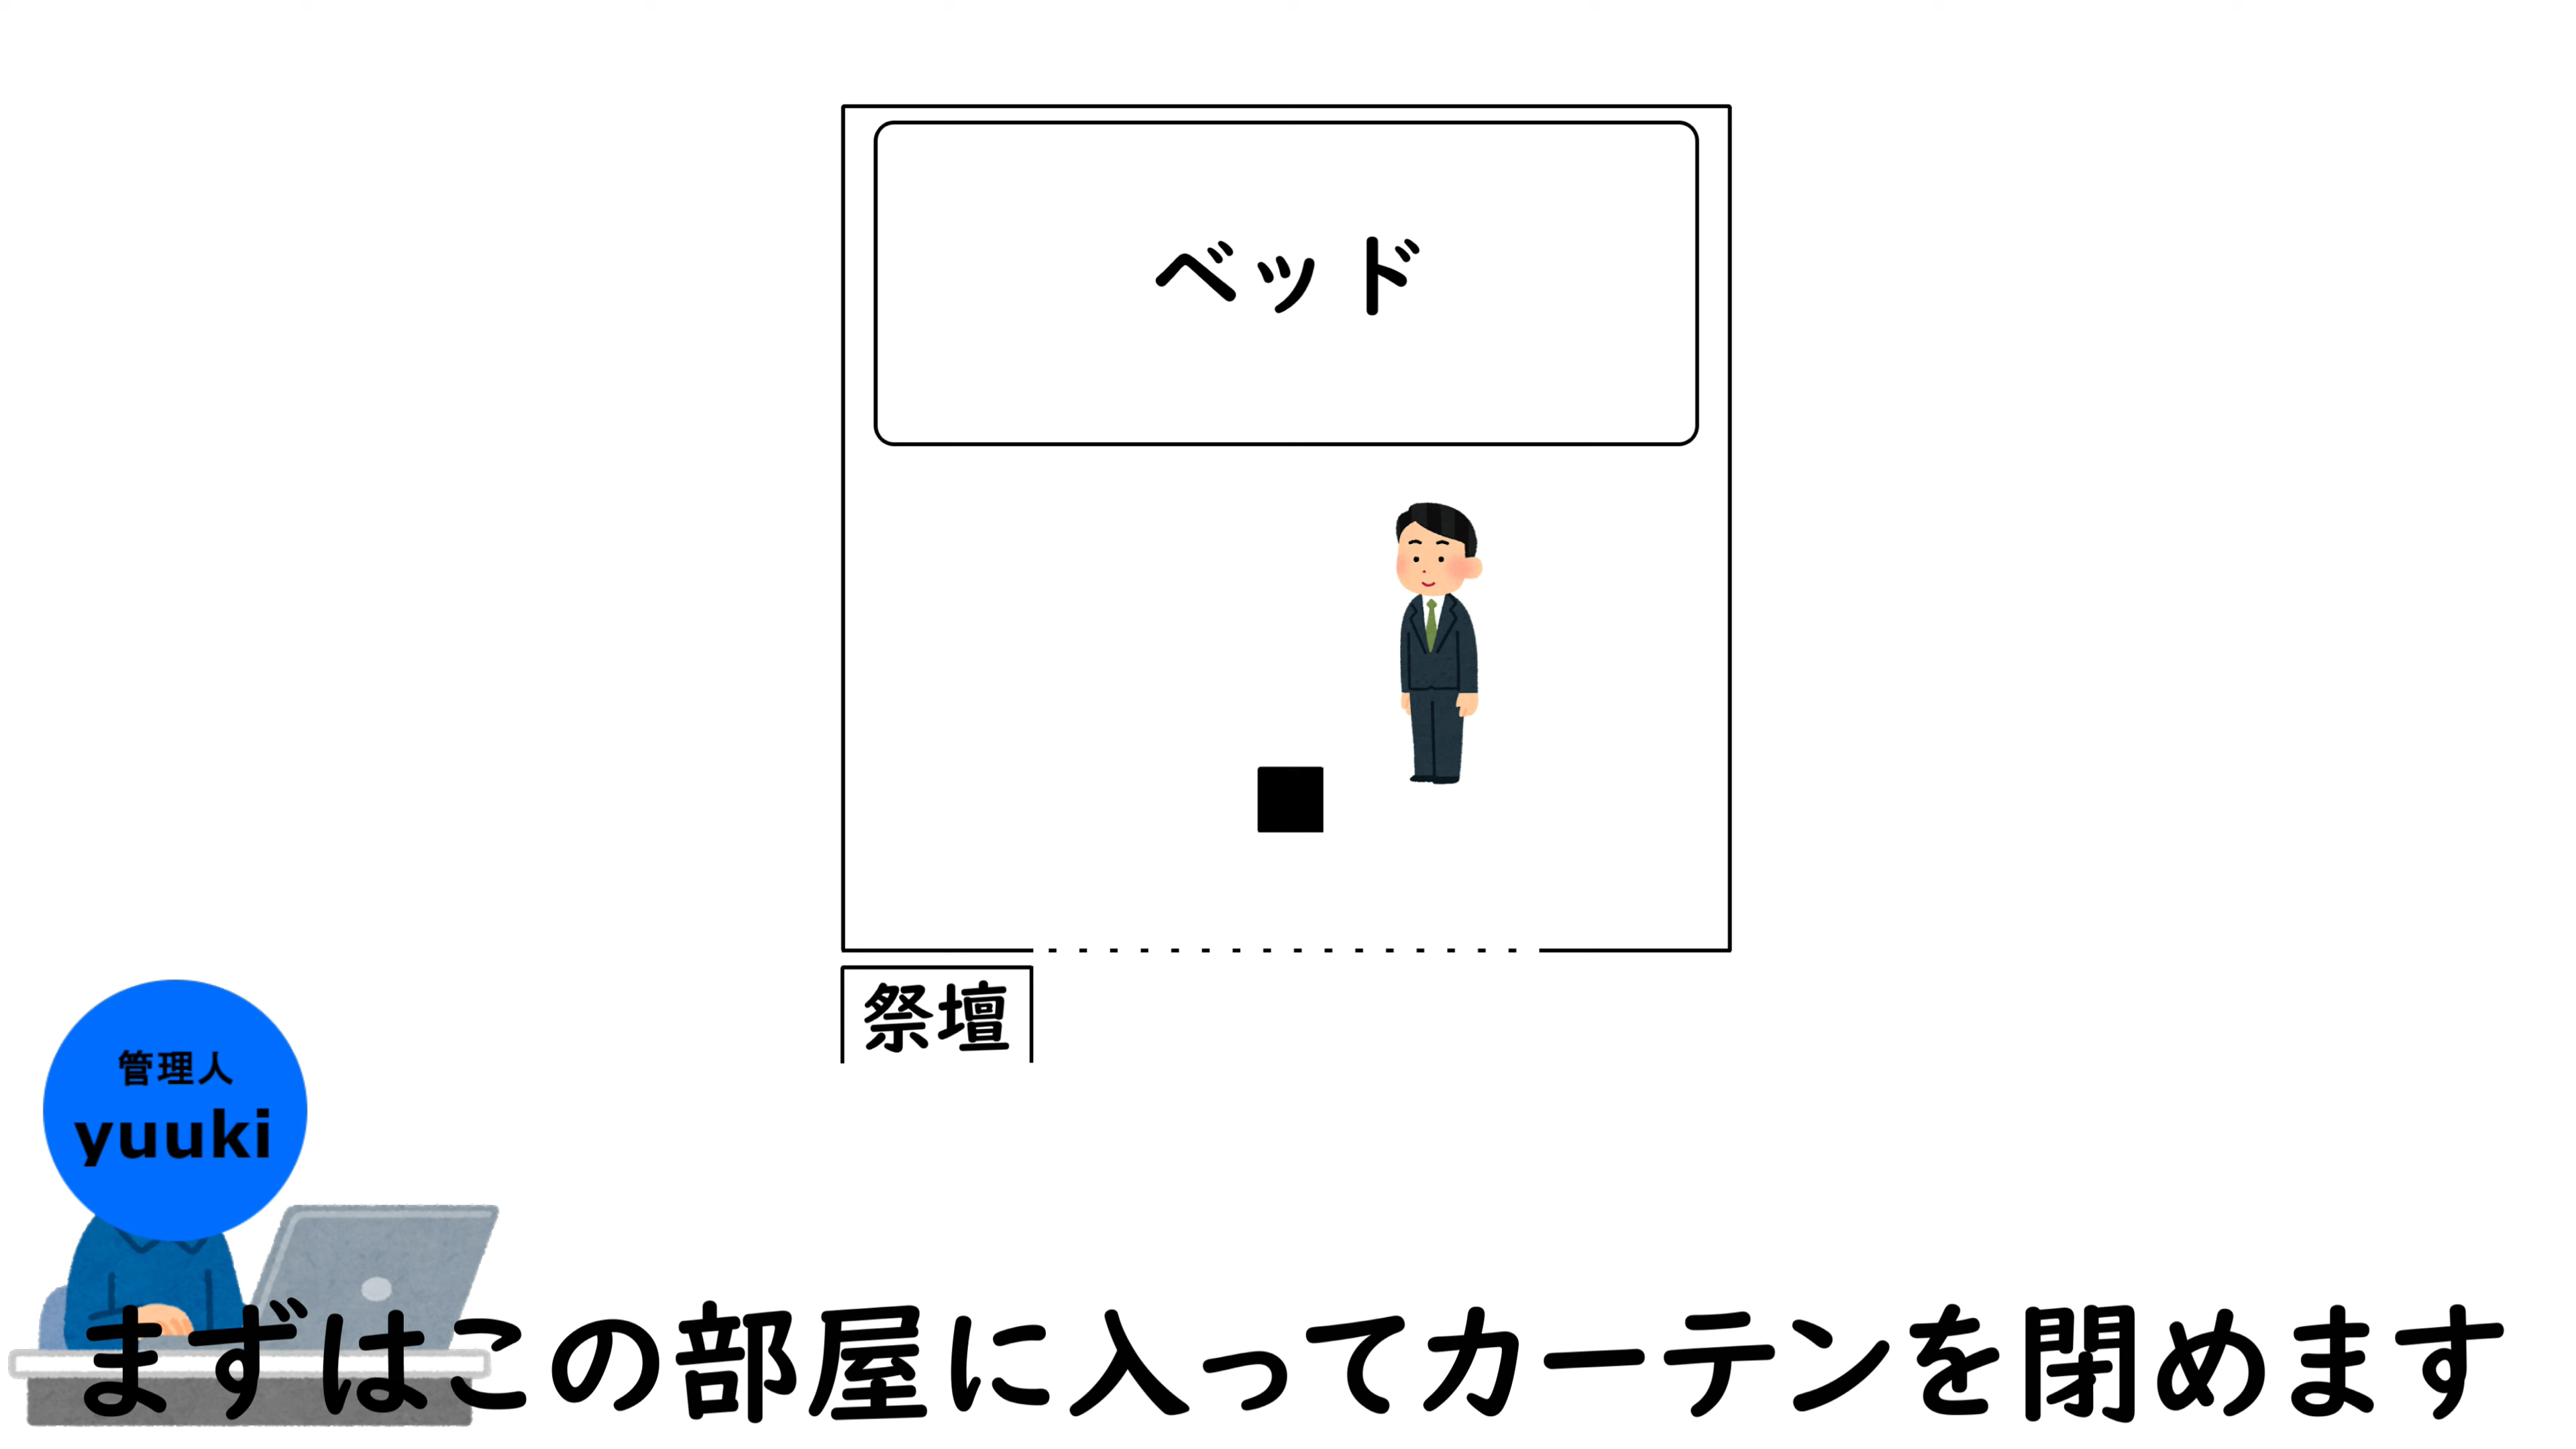 ベッド
祭壇
管理人
yuuki
まずはこの部屋に入ってカーテンを閉めます